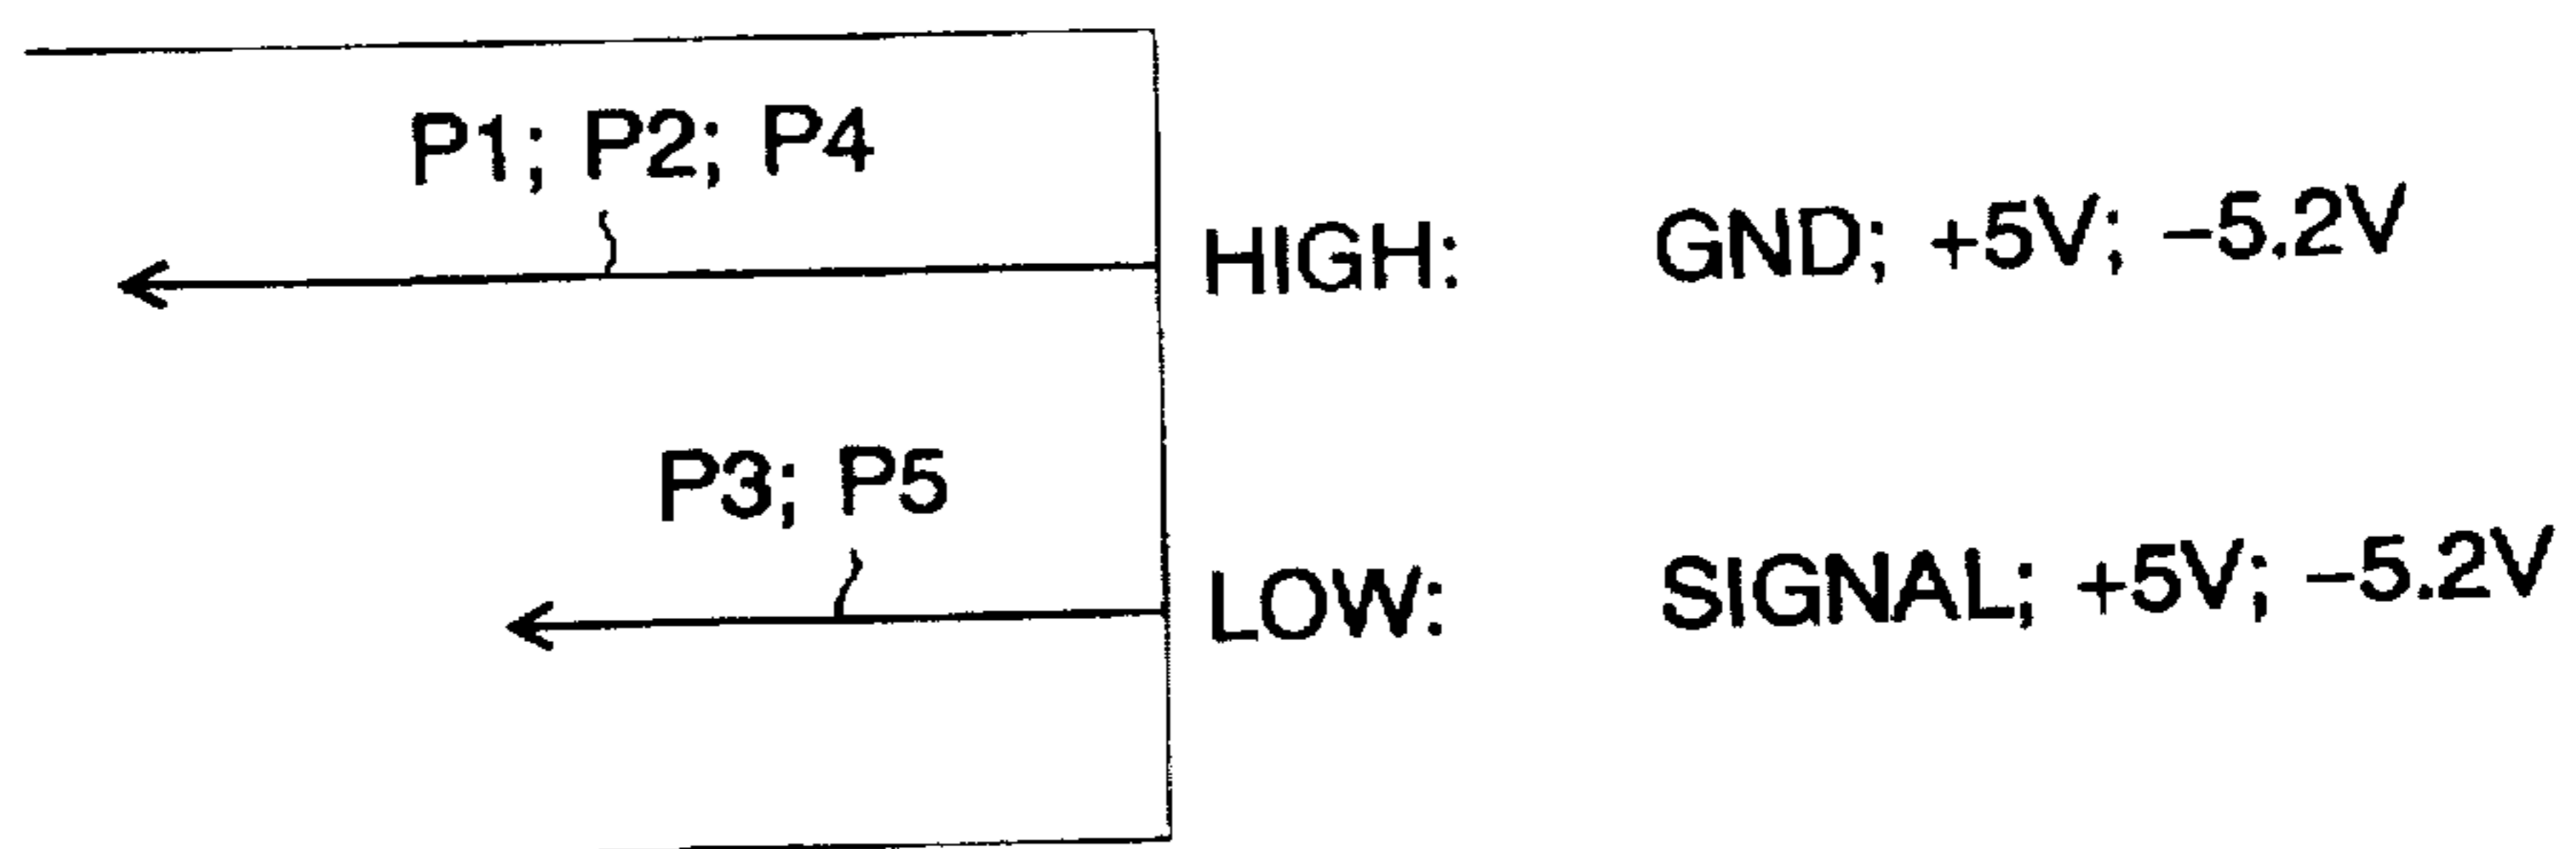 P1; P2; P4
HIGH: GND; +5V; −5.2V
P3; P5
LOW: SIGNAL; +5V; −5.2V